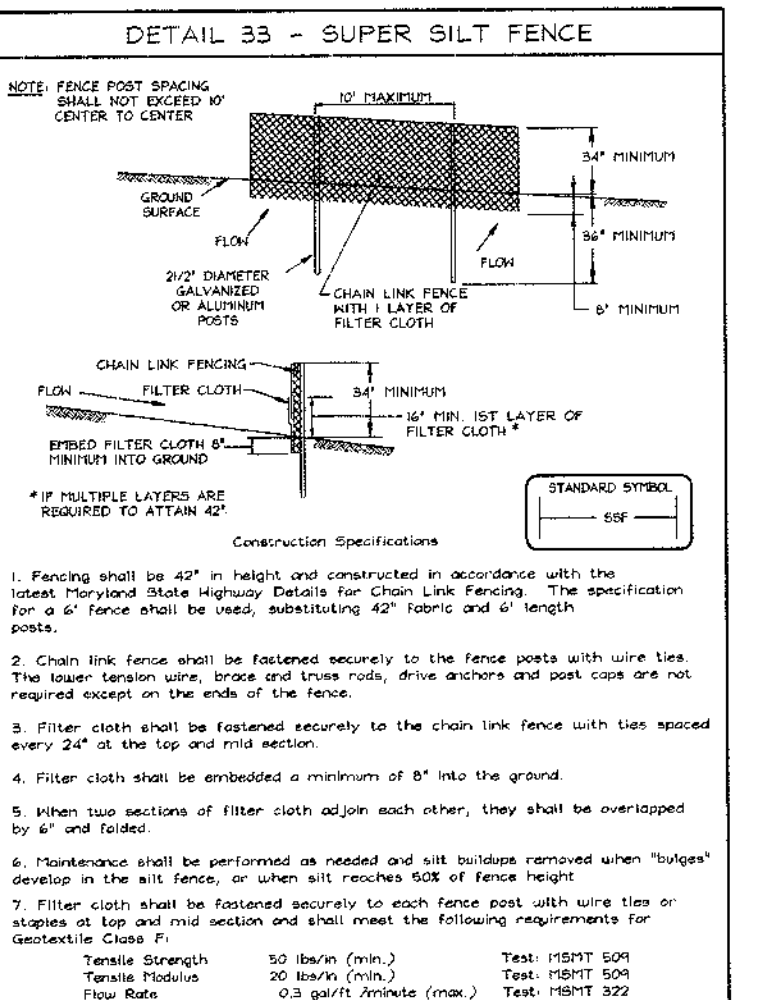 DETAIL 33 - SUPER SILT FENCE
NOTE: FENCE POST SPACING
SHALL NOT EXCEED 10'
CENTER TO CENTER
10' MAXIMUM
34" MINIMUM
GROUND
SURFACE
36" MINIMUM
FLOW
FLOW
21/2" DIAMETER
GALVANIZED
OR ALUMINUM
POSTS
CHAIN LINK FENCE
WITH 1 LAYER OF
FILTER CLOTH
8" MINIMUM
CHAIN LINK FENCING
FLOW
FILTER CLOTH
34" MINIMUM
16" MIN. 1ST LAYER OF
FILTER CLOTH *
EMBED FILTER CLOTH 8"
MINIMUM INTO GROUND
* IF MULTIPLE LAYERS ARE
REQUIRED TO ATTAIN 42"
STANDARD SYMBOL
SSF
Construction Specifications
1. Fencing shall be 42" in height and constructed in accordance with the
latest Maryland State Highway Details for Chain Link Fencing. The specification
for a 6' fence shall be used, substituting 42" fabric and 6' length
posts.
2. Chain link fence shall be fastened securely to the fence posts with wire ties.
The lower tension wire, brace and truss rods, drive anchors and post caps are not
required except on the ends of the fence.
3. Filter cloth shall be fastened securely to the chain link fence with ties spaced
every 24" at the top and mid section.
4. Filter cloth shall be embedded a minimum of 8" into the ground.
5. When two sections of filter cloth adjoin each other, they shall be overlapped
by 6" and folded.
6. Maintenance shall be performed as needed and silt buildups removed when "bulges"
develop in the silt fence, or when silt reaches 50% of fence height
7. Filter cloth shall be fastened securely to each fence post with wire ties or
staples at top and mid section and shall meet the following requirements for
Geotextile Class F:
Tensile Strength 50 lbs/in (min.) Test: MSMT 509
Tensile Modulus 20 lbs/in (min.) Test: MSMT 509
Flow Rate 0.3 gal/ft /minute (max.) Test: MSMT 322